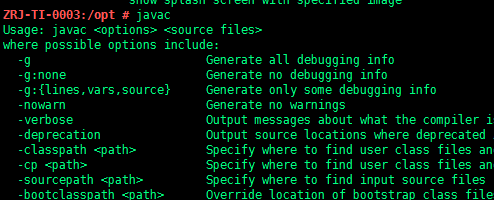 show splash screen with specified image
ZRJ-TI-0003:/opt # javac
Usage: javac <options> <source files>
where possible options include:
-g Generate all debugging info
-g:none Generate no debugging info
-g:{lines,vars,source} Generate only some debugging info
-nowarn Generate no warnings
-verbose Output messages about what the compiler i
-deprecation Output source locations where deprecated
-classpath <path> Specify where to find user class files an
-cp <path> Specify where to find user class files an
-sourcepath <path> Specify where to find input source files
-bootclasspath <path> Override location of bootstrap class files